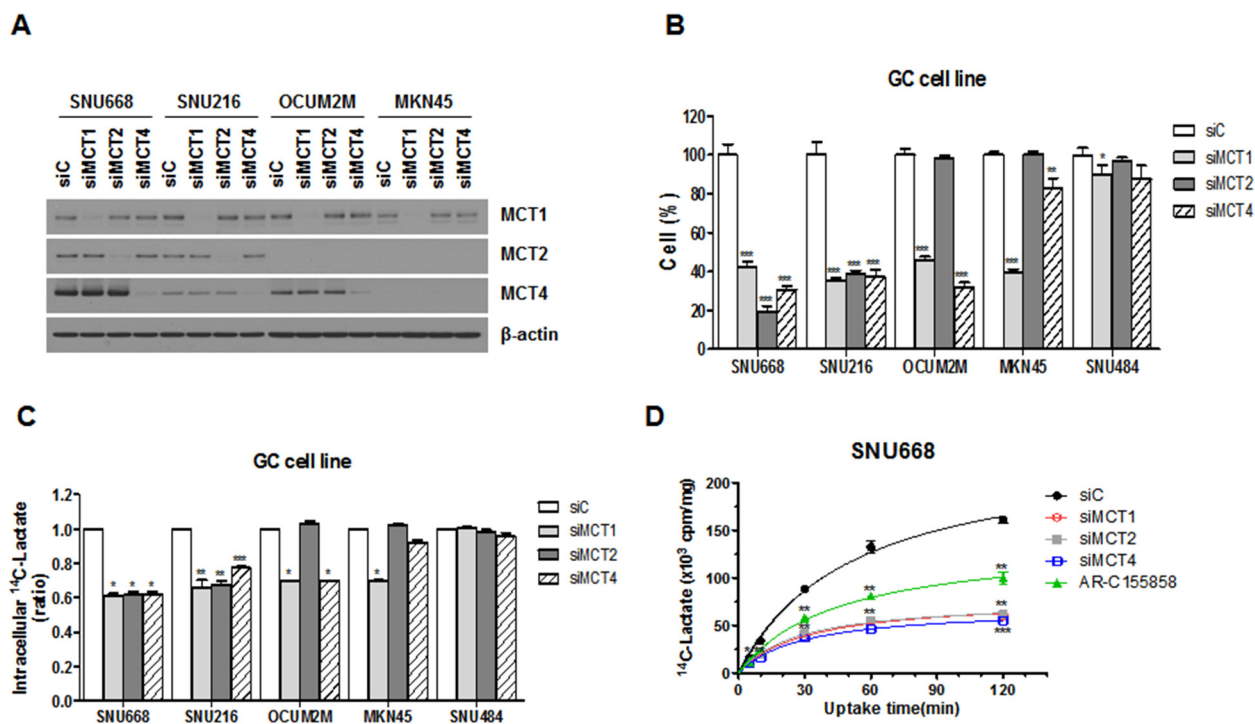 A
SNU668 SNU216 OCUM2M MKN45
siC siMCT1 siMCT2 siMCT4 siC siMCT1 siMCT2 siMCT4 siC siMCT1 siMCT2 siMCT4 siC siMCT1 siMCT2 siMCT4
MCT1
MCT2
MCT4
β-actin
B
GC cell line
Cell (%)
120
100
80
60
40
20
0
*** *** *** *** *** *** *** *** *** ** *
SNU668 SNU216 OCUM2M MKN45 SNU484
siC
siMCT1
siMCT2
siMCT4
C
GC cell line
Intracellular ¹⁴C-Lactate
(ratio)
1.2
1.0
0.8
0.6
0.4
0.2
0.0
* * * ** ** *** * * *
SNU668 SNU216 OCUM2M MKN45 SNU484
siC
siMCT1
siMCT2
siMCT4
D
SNU668
¹⁴C-Lactate (x10³ cpm/mg)
200
150
100
50
0
** ** **
** ** **
***
0 30 60 90 120
Uptake time(min)
siC
siMCT1
siMCT2
siMCT4
AR-C155858